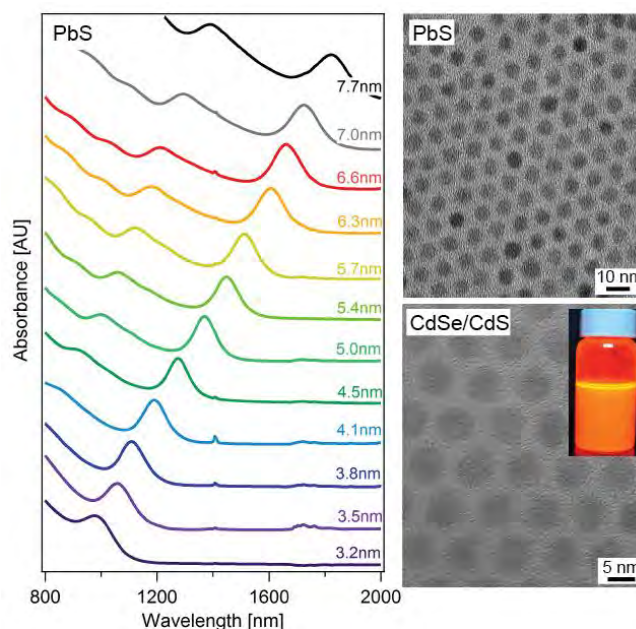 PbS
7.7nm
7.0nm
6.6nm
6.3nm
5.7nm
5.4nm
5.0nm
4.5nm
4.1nm
3.8nm
3.5nm
3.2nm
Absorbance [AU]
800 1200 1600 2000
Wavelength [nm]
PbS
10 nm
CdSe/CdS
5 nm